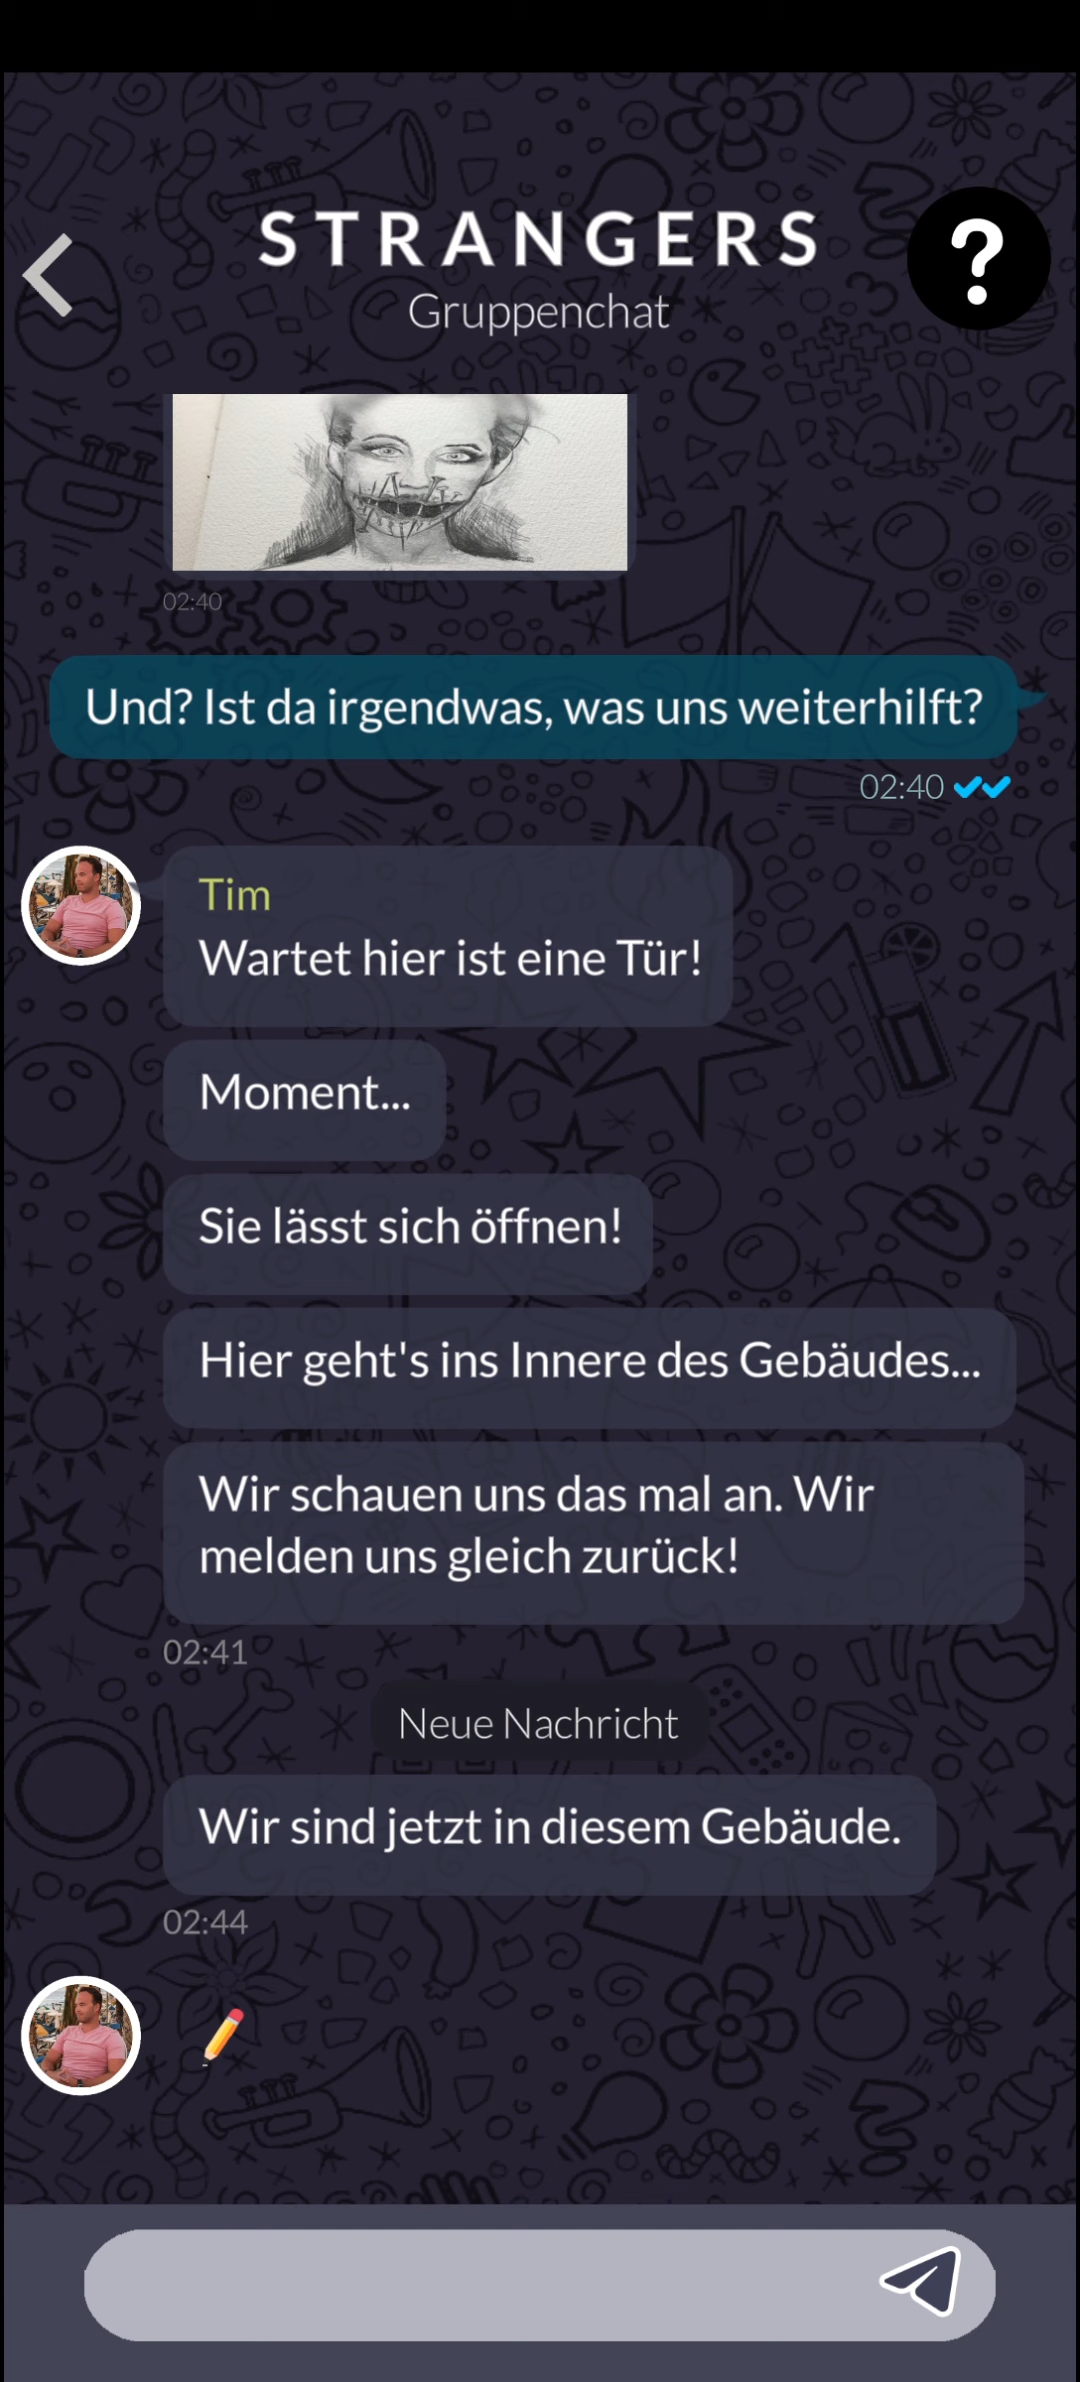 STRANGERS
Gruppenchat
?
02:40
Und? Ist da irgendwas, was uns weiterhilft?
02:40
Tim
Wartet hier ist eine Tür!
Moment...
Sie lässt sich öffnen!
Hier geht's ins Innere des Gebäudes...
Wir schauen uns das mal an. Wir
melden uns gleich zurück!
02:41
Neue Nachricht
Wir sind jetzt in diesem Gebäude.
02:44